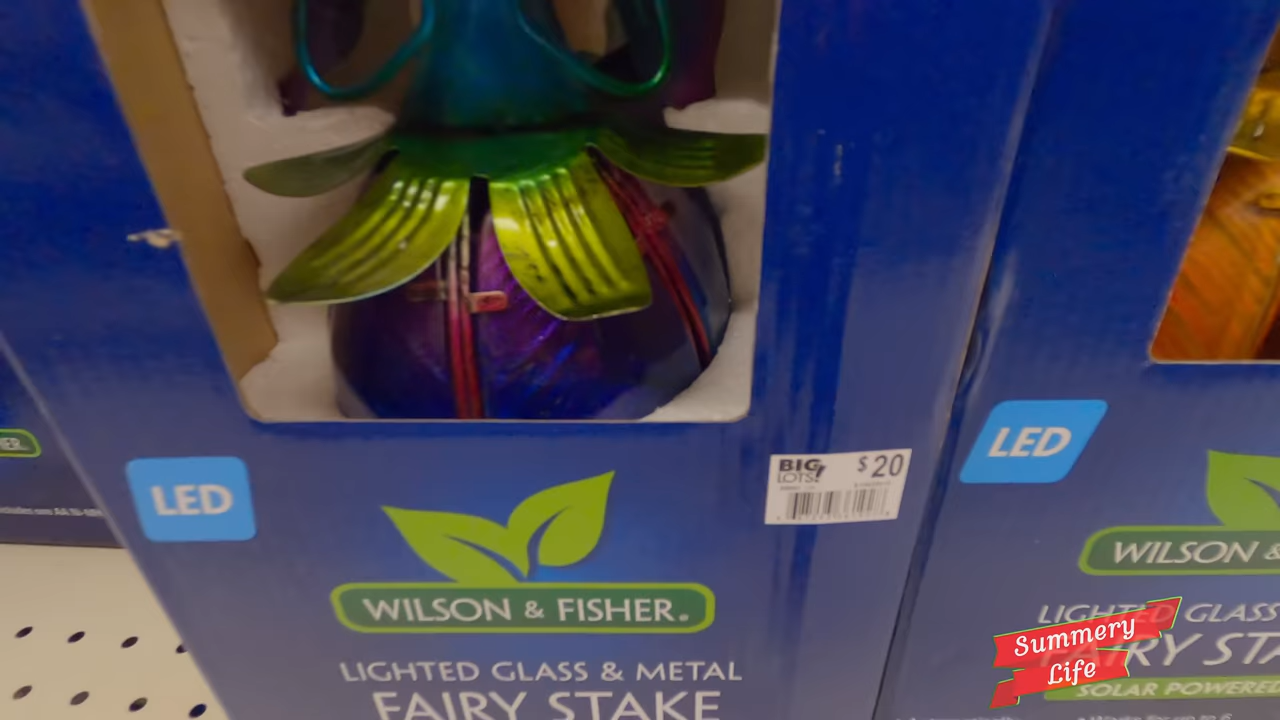 ER.
LED
BIG LOTS!
$20
WILSON & FISHER®
LIGHTED GLASS & METAL
FAIRY STAKE
LED
WILSON &
LIGHTED GLASS
FAIRY STA
SOLAR POWERED
Summery
Life